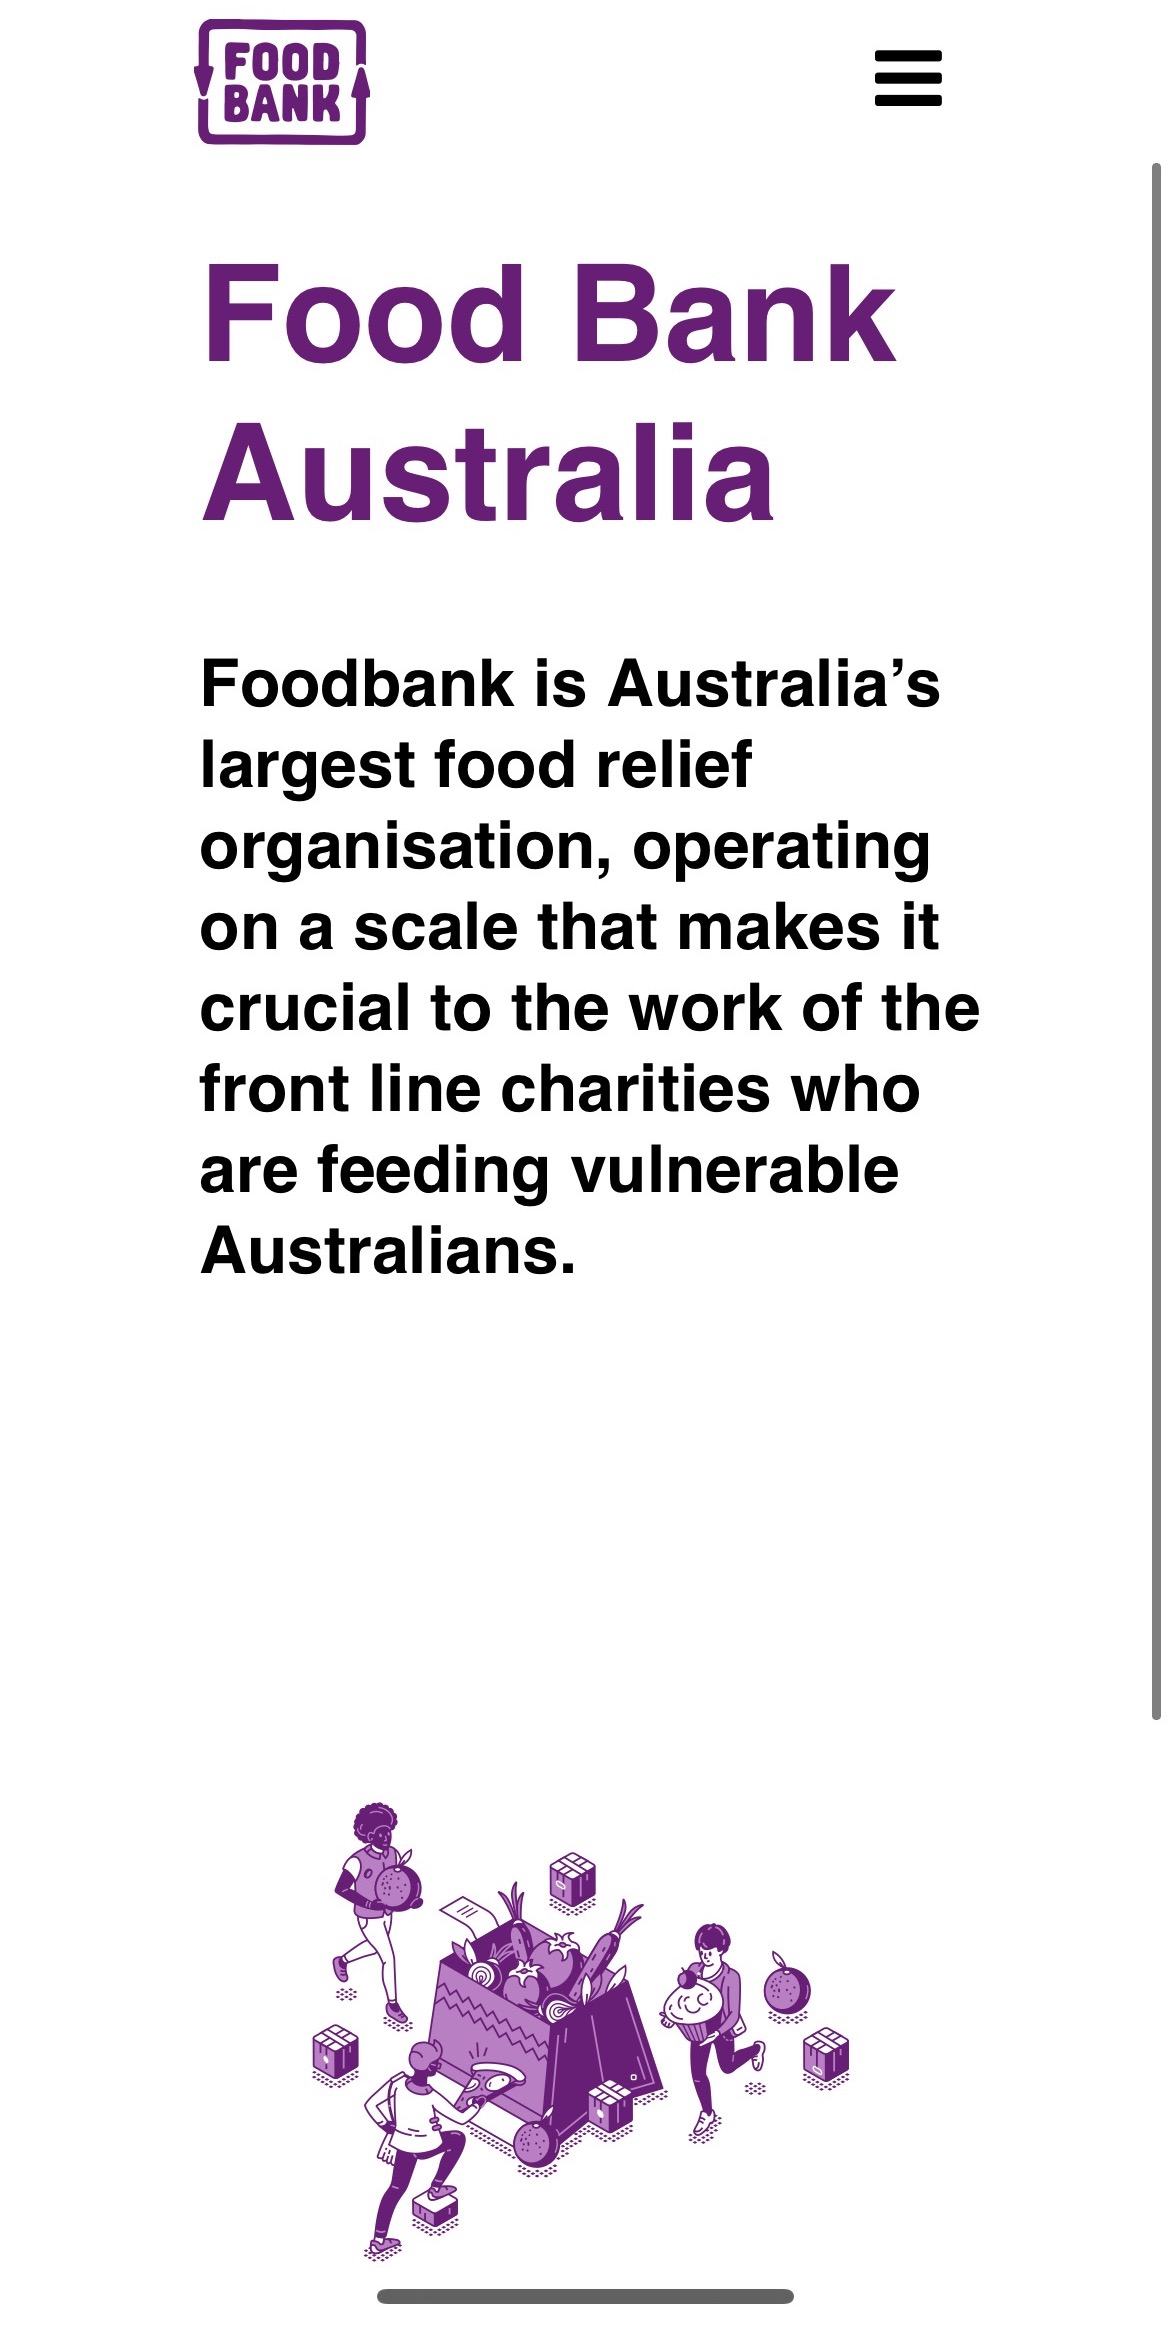 FOOD
BANK
Food Bank
Australia
Foodbank is Australia’s
largest food relief
organisation, operating
on a scale that makes it
crucial to the work of the
front line charities who
are feeding vulnerable
Australians.